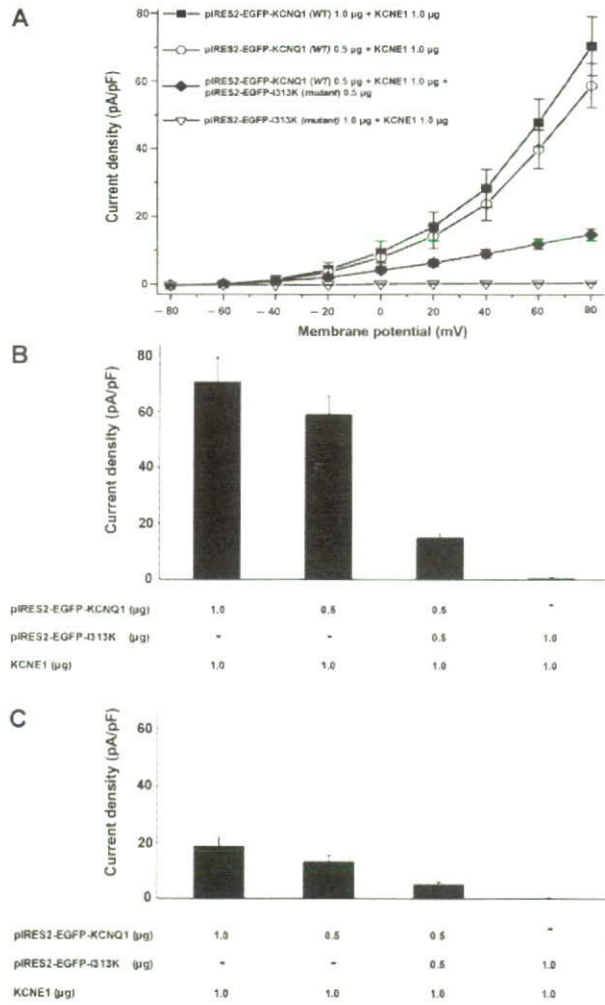 A
Current density (pA/pF)
80
60
40
20
0
pIRES2-EGFP-KCNQ1 (WT) 1.0 µg + KCNE1 1.0 µg
pIRES2-EGFP-KCNQ1 (WT) 0.5 µg + KCNE1 1.0 µg
pIRES2-EGFP-KCNQ1 (WT) 0.5 µg + KCNE1 1.0 µg +
pIRES2-EGFP-I313K (mutant) 0.5 µg
pIRES2-EGFP-I313K (mutant) 1.0 µg + KCNE1 1.0 µg
−80 −60 −40 −20 0 20 40 60 80
Membrane potential (mV)
B
Current density (pA/pF)
80
60
40
20
0
pIRES2-EGFP-KCNQ1 (µg) 1.0 0.5 0.5 -
pIRES2-EGFP-I313K (µg) - - 0.5 1.0
KCNE1 (µg) 1.0 1.0 1.0 1.0
C
Current density (pA/pF)
60
40
20
0
pIRES2-EGFP-KCNQ1 (µg) 1.0 0.5 0.5 -
pIRES2-EGFP-I313K (µg) - - 0.5 1.0
KCNE1 (µg) 1.0 1.0 1.0 1.0